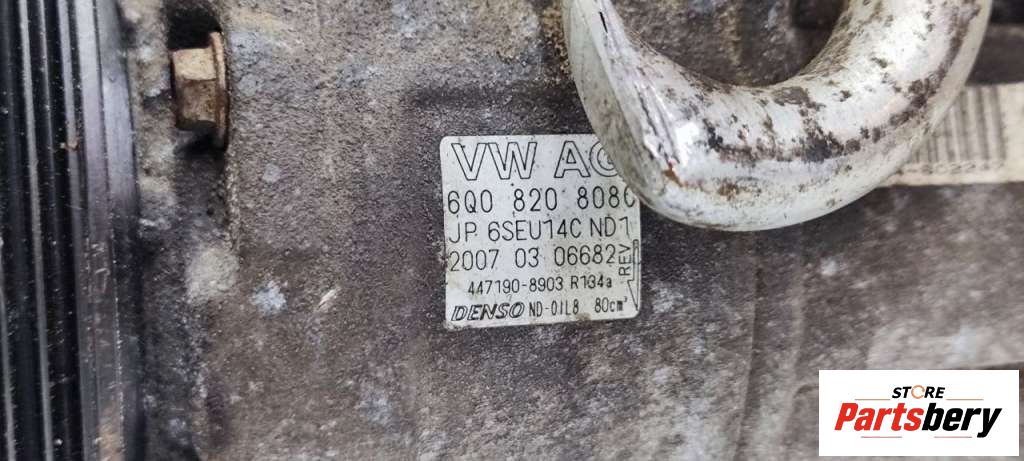 VW AG
6Q0 820 808
JP 6SEU14C ND1
2007 03 06682
REV
447190-8903 R134a
DENSO ND-OIL8 80cm³
STORE
Partsbery